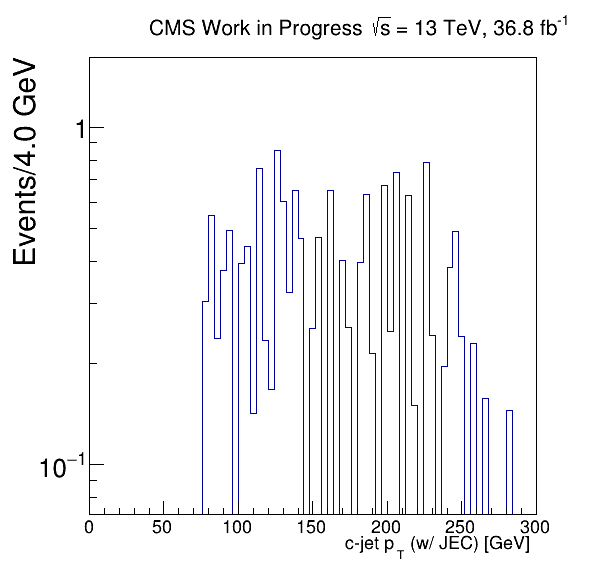 CMS Work in Progress √s = 13 TeV, 36.8 fb⁻¹
Events/4.0 GeV
1
10⁻¹
0 50 100 150 200 250 300
c-jet p_T (w/ JEC) [GeV]